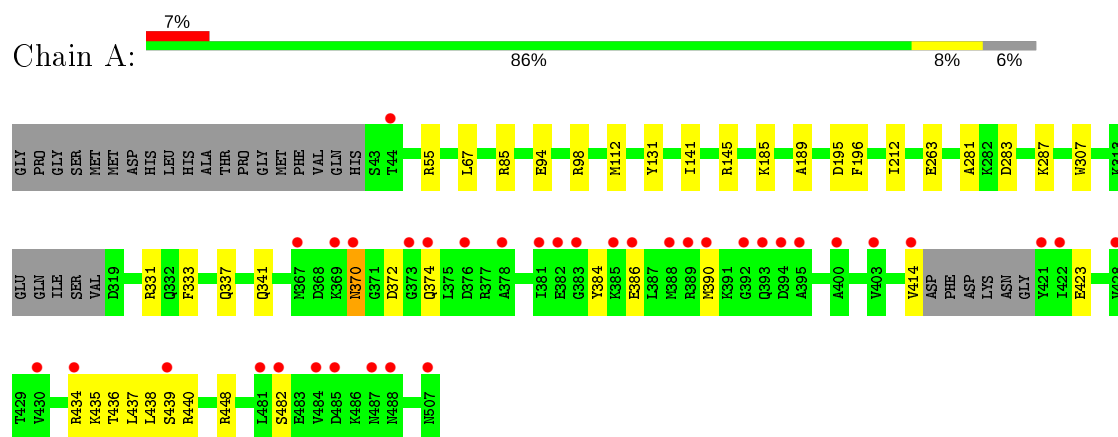 7%
Chain A:
86% 8% 6%
GLY PRO GLY SER MET MET ASP HIS LEU HIS ALA THR PRO GLY MET PHE VAL GLN HIS S43 T44 R55 L67 R85 E94 R98 M112 Y131 I141 R145 K185 A189 D195 F196 I212 E263 A281 K282 D283 K287 W307 K313
GLU GLN ILE SER VAL D319 R331 Q332 F333 Q337 Q341 M367 D368 K369 N370 G371 D372 G373 Q374 L375 D376 R377 A378 I381 E382 G383 Y384 K385 E386 L387 M388 R389 M390 K391 G392 Q393 D394 A395 A400 V403 V414 ASP PHE ASP LYS ASN GLY Y421 I422 E423 V428
T429 V430 R434 K435 T436 L437 L438 S439 R440 R448 L481 S482 E483 V484 D485 K486 N487 N488 N507